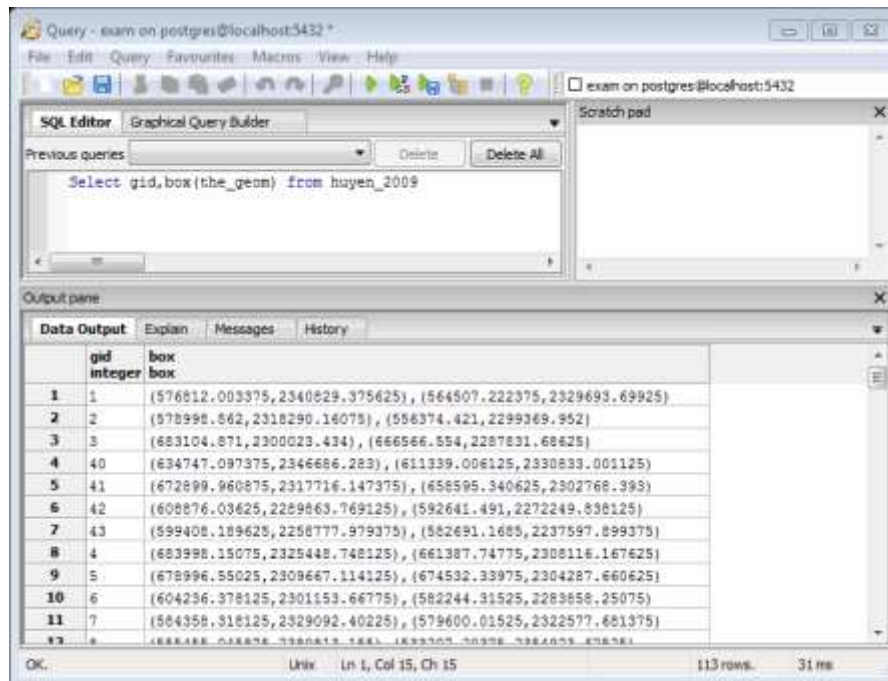 Query - exam on postgres@localhost:5432 *
File Edit Query Favourites Macros View Help
exam on postgres@localhost:5432
SQL Editor Graphical Query Builder
Scratch pad
Previous queries Delete Delete All
Select gid,box(the_geom) from huyen_2009
Output pane
Data Output Explain Messages History
gid box
integer box
1 1 (576812.003375,2340829.375625),(564507.222375,2329693.69925)
2 2 (578998.862,2318290.16075),(556374.421,2299369.952)
3 3 (683104.871,2300023.434),(666566.554,2287831.68625)
4 40 (634747.097375,2346686.283),(611339.006125,2330833.001125)
5 41 (672899.960875,2317716.147375),(658595.340625,2302768.393)
6 42 (608876.03625,2289863.769125),(592641.491,2272249.838125)
7 43 (599408.189625,2258777.979375),(582691.1685,2237597.899375)
8 4 (683998.15075,2325448.748125),(661387.74775,2308116.167625)
9 5 (678996.55025,2309667.114125),(674532.33975,2304287.660625)
10 6 (604236.378125,2301153.66775),(582244.31525,2283858.25075)
11 7 (584358.318125,2329092.40225),(579600.01525,2322577.681375)
OK. Unix Ln 1, Col 15, Ch 15 113 rows. 31 ms